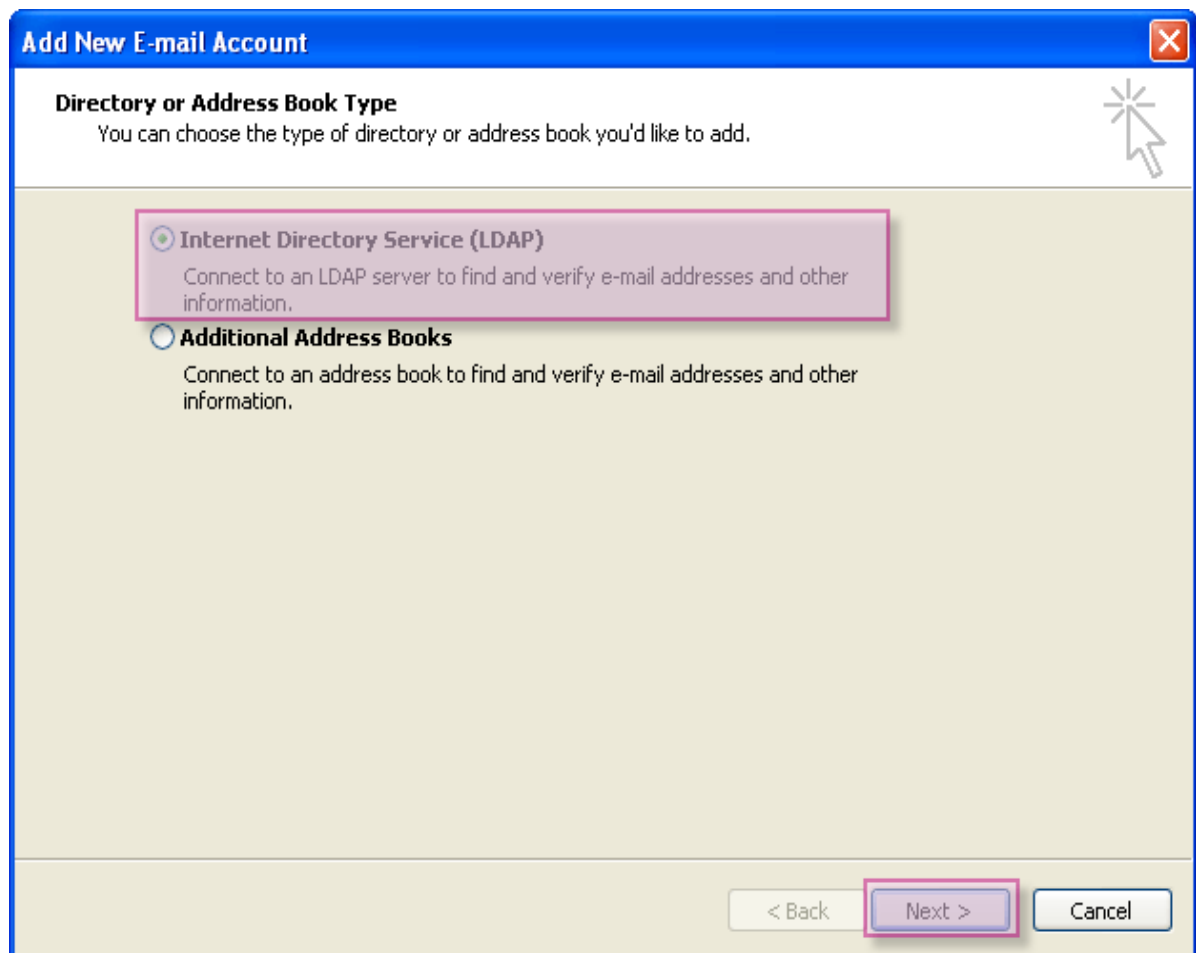 Add New E-mail Account
Directory or Address Book Type
You can choose the type of directory or address book you'd like to add.
Internet Directory Service (LDAP)
Connect to an LDAP server to find and verify e-mail addresses and other
information.
Additional Address Books
Connect to an address book to find and verify e-mail addresses and other
information.
< Back
Next >
Cancel